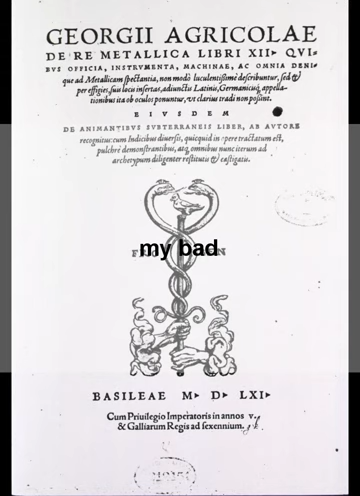 GEORGII AGRICOLAE
DE RE METALLICA LIBRI XII▸ QVI⸗
BVS OFFICIA, INSTRVMENTA, MACHINAE, AC OMNIA DENI⸗
que ad Metallicam ſpectantia, non modò luculentiſſimè deſcribuntur, ſed &
per effigies, ſuis locis inſertas, adiunctis Latinis, Germanicisq́; appella⸗
tionibus ita ob oculos ponuntur, ut clarius tradi non poſsint.
EIVSDEM
DE ANIMANTIBVS SVBTERRANEIS LIBER, AB AVTORE
recognitus: cum Indicibus diuerſis, quicquid in opere tractatum eſt,
pulchrè demonſtrantibus, atq; omnibus nunc iterum ad
archetypum diligenter reſtitutis & caſtigatis.
my bad
BASILEAE M▸ D▸ LXI▸
Cum Priuilegio Imperatoris in annos v.
& Galliarum Regis ad ſexennium.